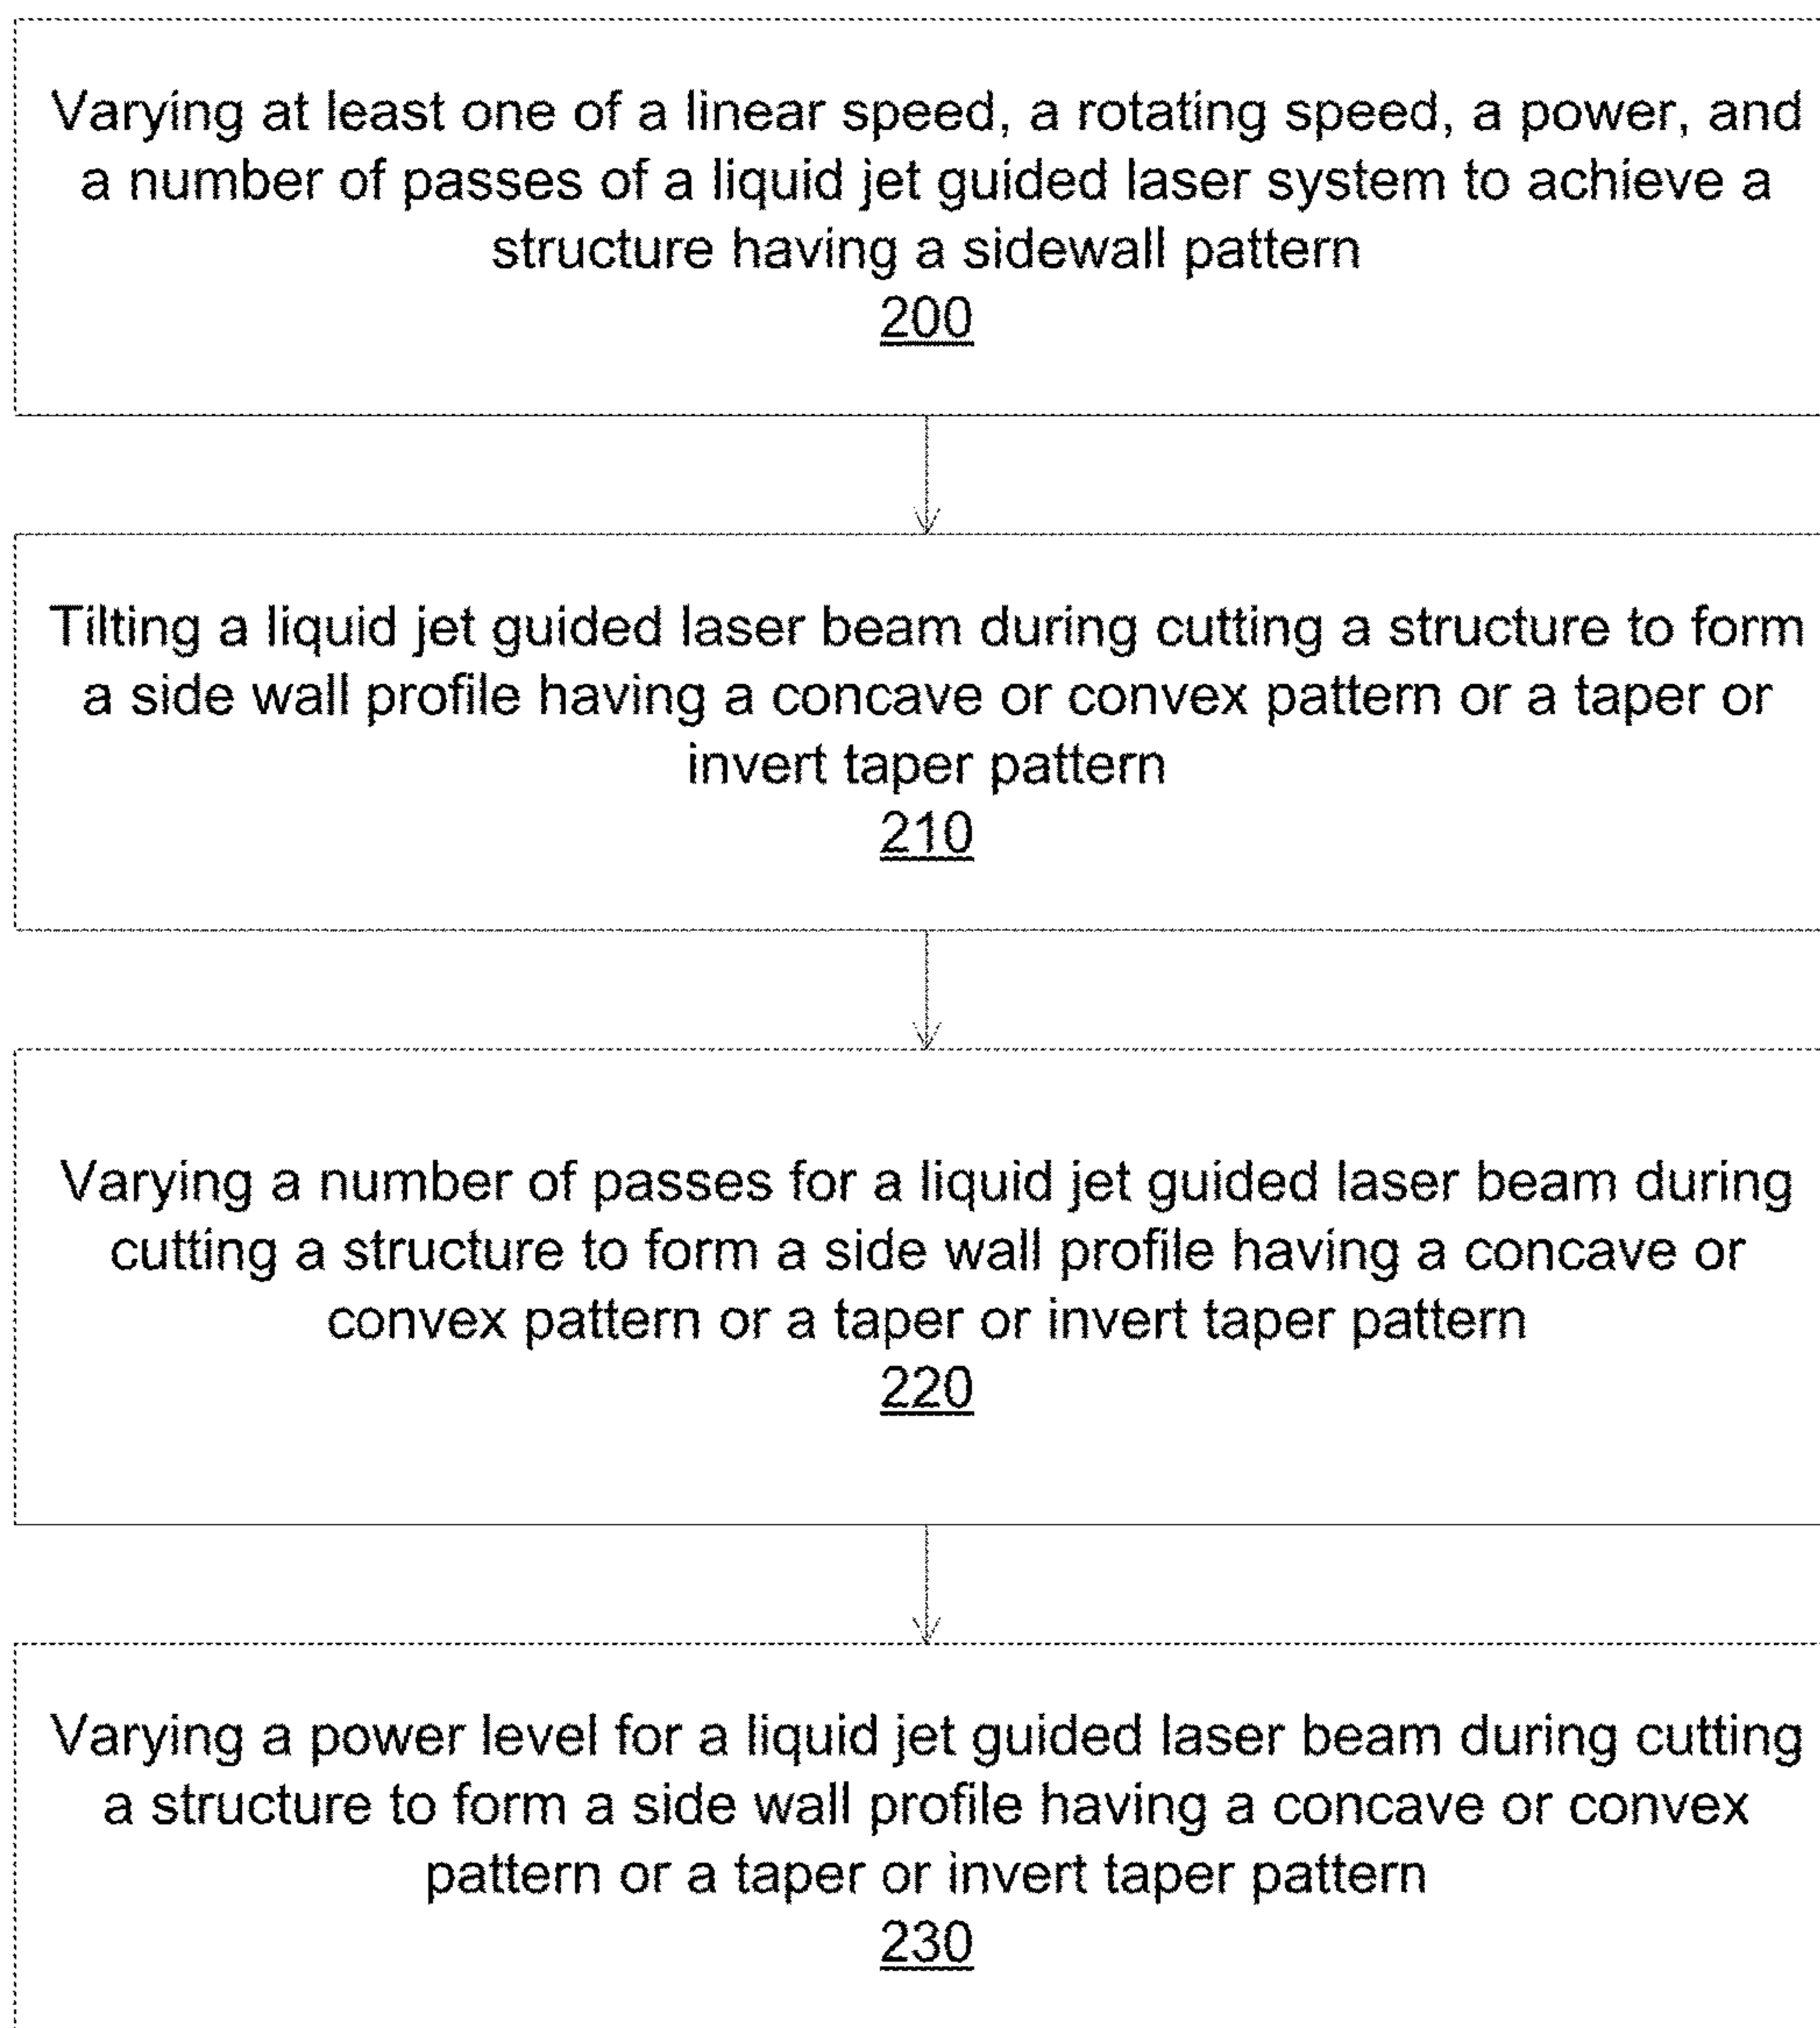 Varying at least one of a linear speed, a rotating speed, a power, and
a number of passes of a liquid jet guided laser system to achieve a
structure having a sidewall pattern
200
Tilting a liquid jet guided laser beam during cutting a structure to form
a side wall profile having a concave or convex pattern or a taper or
invert taper pattern
210
Varying a number of passes for a liquid jet guided laser beam during
cutting a structure to form a side wall profile having a concave or
convex pattern or a taper or invert taper pattern
220
Varying a power level for a liquid jet guided laser beam during cutting
a structure to form a side wall profile having a concave or convex
pattern or a taper or invert taper pattern
230